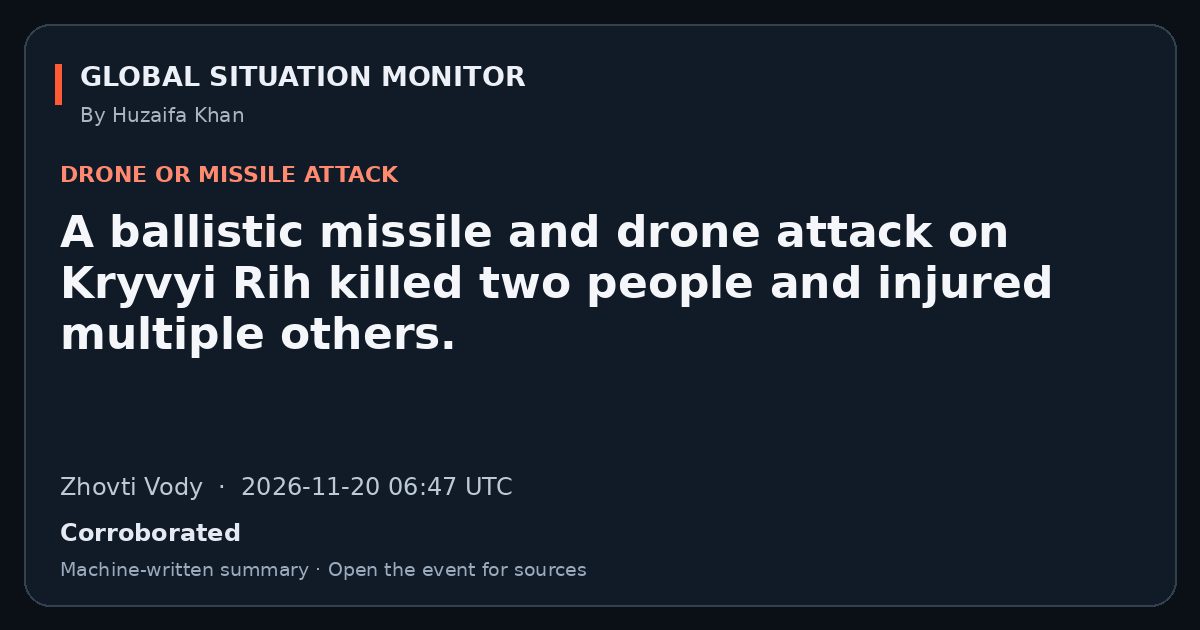 GLOBAL SITUATION MONITOR
By Huzaifa Khan
DRONE OR MISSILE ATTACK
A ballistic missile and drone attack on
Kryvyi Rih killed two people and injured
multiple others.
Zhovti Vody · 2026-11-20 06:47 UTC
Corroborated
Machine-written summary · Open the event for sources